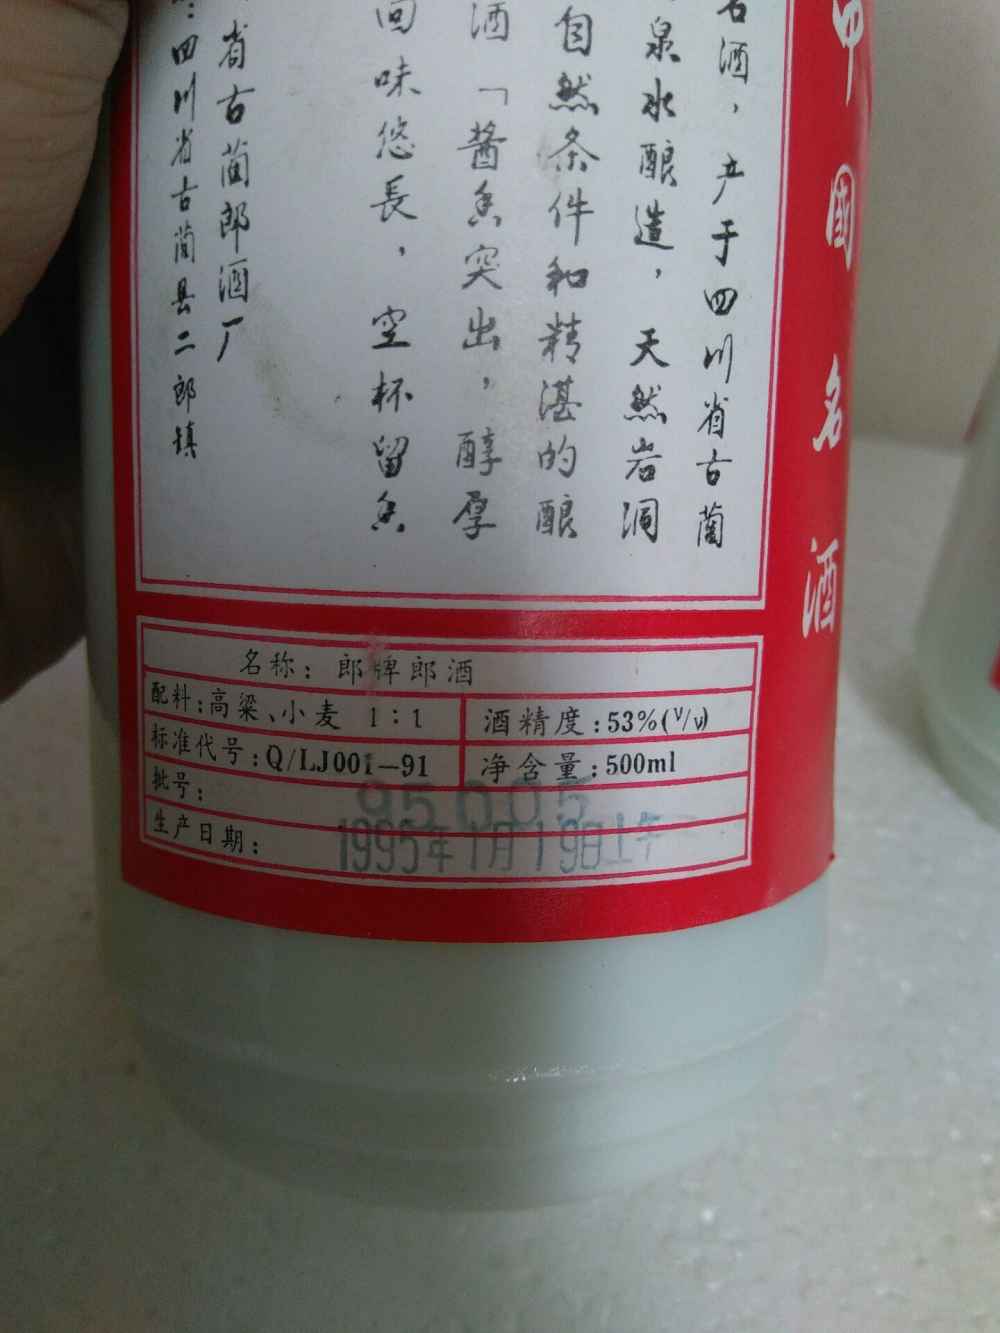 中國名酒
名酒，产于四川省古蔺
泉水酿造，天然岩洞
自然条件和精湛的酿
酒「酱香突出，醇厚
回味悠長，空杯留香
省古蔺郎酒厂
：四川省古蔺县二郎镇
名称：郎牌郎酒
配料：高粱、小麦 1：1 酒精度：53%(V/V)
标准代号：Q/LJ001—91 净含量：500ml
批号：95005
生产日期：1995年1月19日上午